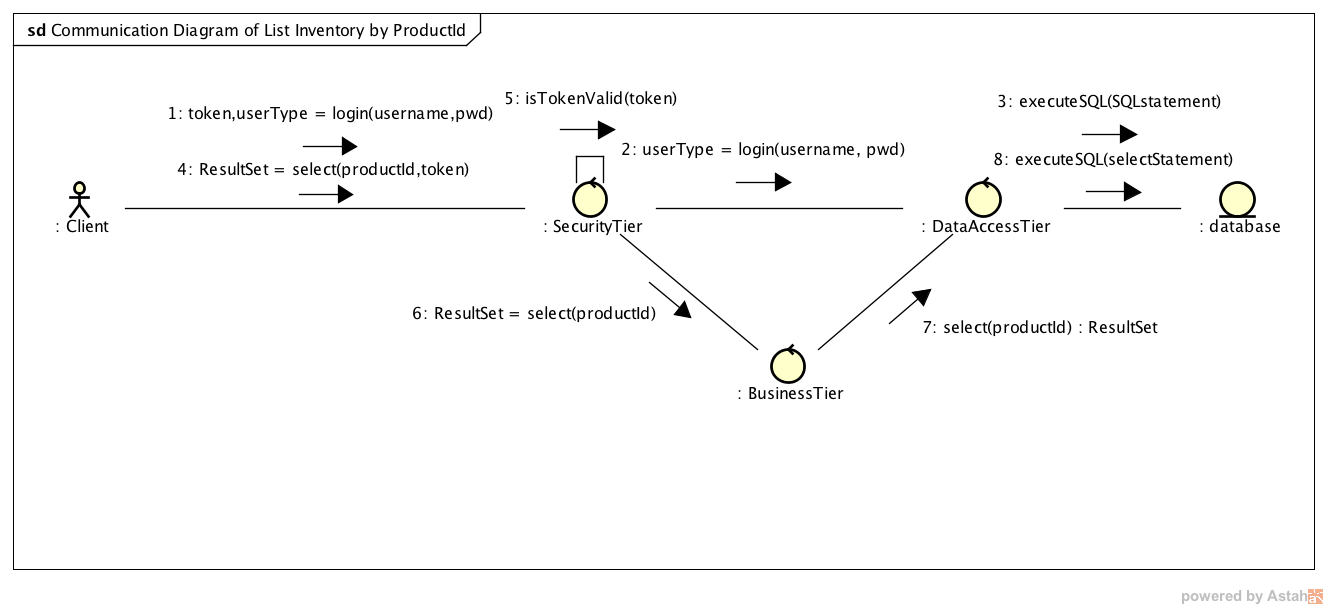 sd Communication Diagram of List Inventory by ProductId
5: isTokenValid(token)
3: executeSQL(SQLstatement)
1: token,userType = login(username,pwd)
2: userType = login(username, pwd)
8: executeSQL(selectStatement)
4: ResultSet = select(productId,token)
: Client
: SecurityTier
: DataAccessTier
: database
6: ResultSet = select(productId)
7: select(productId) : ResultSet
: BusinessTier
powered by Astah